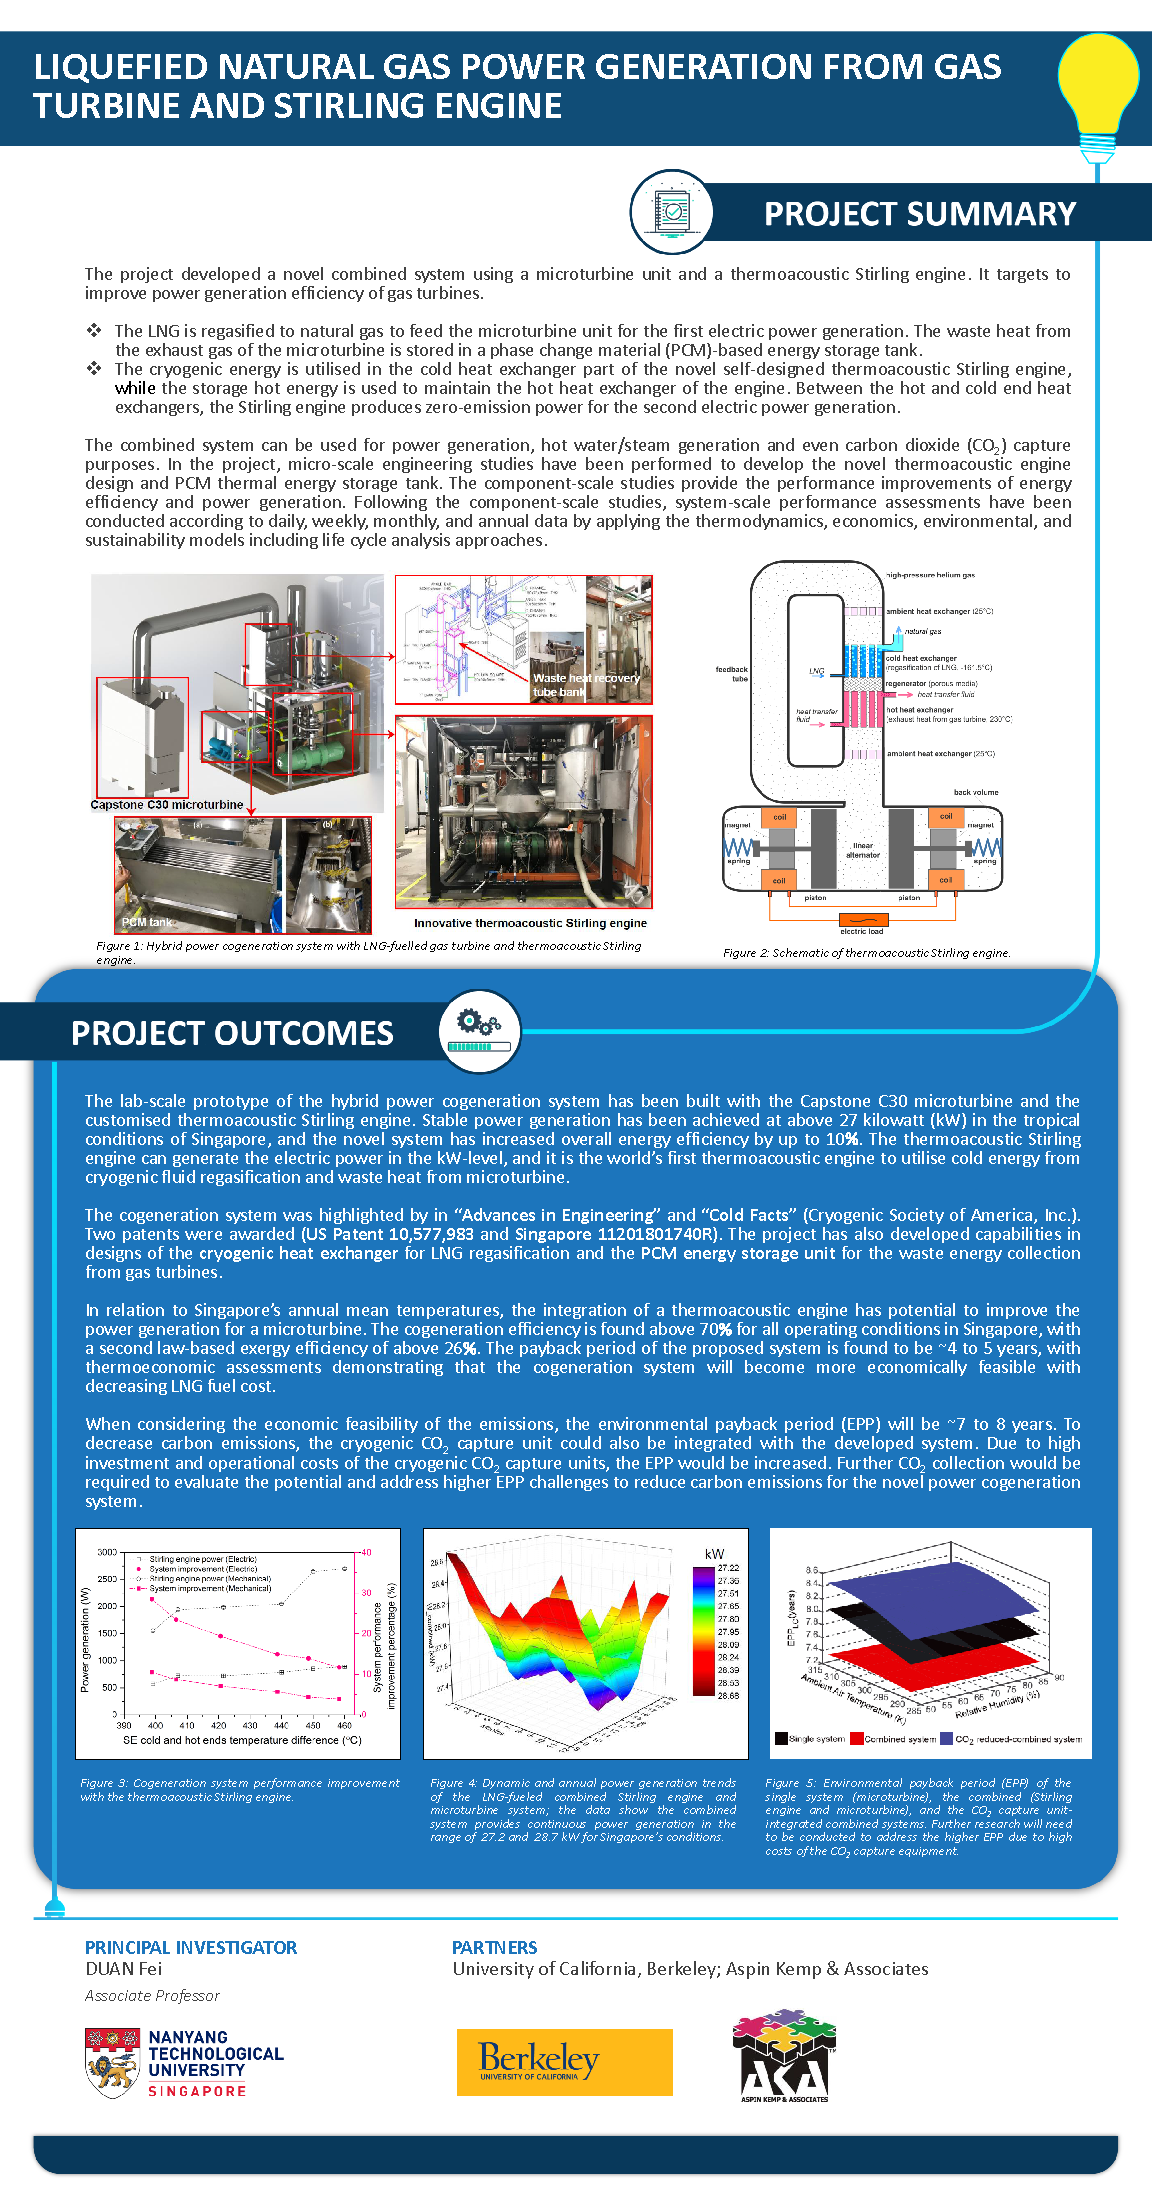 LIQUEFIED NATURAL GAS POWER GENERATION FROM GAS
TURBINE AND STIRLING ENGINE
PROJECT SUMMARY
The project developed a novel combined system using a microturbine unit and a thermoacoustic Stirling engine. It targets to
improve power generation efficiency of gas turbines.
❖ The LNG is regasified to natural gas to feed the microturbine unit for the first electric power generation. The waste heat from
the exhaust gas of the microturbine is stored in a phase change material (PCM)-based energy storage tank.
❖ The cryogenic energy is utilised in the cold heat exchanger part of the novel self-designed thermoacoustic Stirling engine,
while the storage hot energy is used to maintain the hot heat exchanger of the engine. Between the hot and cold end heat
exchangers, the Stirling engine produces zero-emission power for the second electric power generation.
The combined system can be used for power generation, hot water/steam generation and even carbon dioxide (CO2) capture
purposes. In the project, micro-scale engineering studies have been performed to develop the novel thermoacoustic engine
design and PCM thermal energy storage tank. The component-scale studies provide the performance improvements of energy
efficiency and power generation. Following the component-scale studies, system-scale performance assessments have been
conducted according to daily, weekly, monthly, and annual data by applying the thermodynamics, economics, environmental, and
sustainability models including life cycle analysis approaches.
Capstone C30 microturbine
Waste heat recovery
tube bank
(a)
(b)
PCM tank
Innovative thermoacoustic Stirling engine
Figure 1: Hybrid power cogeneration system with LNG-fuelled gas turbine and thermoacoustic Stirling
engine.
high-pressure helium gas
ambient heat exchanger (25°C)
natural gas
cold heat exchanger
(regasification of LNG, -161.5°C)
feedback
tube
LNG
regenerator (porous media)
heat transfer fluid
heat transfer
fluid
hot heat exchanger
(exhaust heat from gas turbine, 230°C)
ambient heat exchanger (25°C)
back volume
coil
coil
magnet
magnet
linear
alternator
spring
spring
coil
coil
piston
piston
electric load
Figure 2: Schematic of thermoacoustic Stirling engine.
PROJECT OUTCOMES
The lab-scale prototype of the hybrid power cogeneration system has been built with the Capstone C30 microturbine and the
customised thermoacoustic Stirling engine. Stable power generation has been achieved at above 27 kilowatt (kW) in the tropical
conditions of Singapore, and the novel system has increased overall energy efficiency by up to 10%. The thermoacoustic Stirling
engine can generate the electric power in the kW-level, and it is the world's first thermoacoustic engine to utilise cold energy from
cryogenic fluid regasification and waste heat from microturbine.
The cogeneration system was highlighted by in “Advances in Engineering” and “Cold Facts” (Cryogenic Society of America, Inc.).
Two patents were awarded (US Patent 10,577,983 and Singapore 11201801740R). The project has also developed capabilities in
designs of the cryogenic heat exchanger for LNG regasification and the PCM energy storage unit for the waste energy collection
from gas turbines.
In relation to Singapore's annual mean temperatures, the integration of a thermoacoustic engine has potential to improve the
power generation for a microturbine. The cogeneration efficiency is found above 70% for all operating conditions in Singapore, with
a second law-based exergy efficiency of above 26%. The payback period of the proposed system is found to be ~4 to 5 years, with
thermoeconomic assessments demonstrating that the cogeneration system will become more economically feasible with
decreasing LNG fuel cost.
When considering the economic feasibility of the emissions, the environmental payback period (EPP) will be ~7 to 8 years. To
decrease carbon emissions, the cryogenic CO2 capture unit could also be integrated with the developed system. Due to high
investment and operational costs of the cryogenic CO2 capture units, the EPP would be increased. Further CO2 collection would be
required to evaluate the potential and address higher EPP challenges to reduce carbon emissions for the novel power cogeneration
system.
Stirling engine power (Electric)
System improvement (Electric)
Stirling engine power (Mechanical)
System improvement (Mechanical)
3000
2500
2000
1500
1000
500
0
Power generation (W)
40
30
20
10
0
System performance
improvement percentage (%)
390 400 410 420 430 440 450 460
SE cold and hot ends temperature difference (°C)
Figure 3: Cogeneration system performance improvement
with the thermoacoustic Stirling engine.
kW
27.22
27.36
27.51
27.65
27.80
27.95
28.09
28.24
28.39
28.53
28.68
28.6
28.4
28.2
28.0
27.4
Figure 4: Dynamic and annual power generation trends
of the LNG-fueled combined Stirling engine and
microturbine system; the data show the combined
system provides continuous power generation in the
range of 27.2 and 28.7 kW for Singapore's conditions.
8.6
8.4
8.2
8.0
7.8
7.6
7.4
7.2
EPPLC(years)
315 310 305 300 295 290 285
Ambient Air Temperature (K)
50 55 60 65 70 75 80 85 90
Relative Humidity (%)
Single system
Combined system
CO2 reduced-combined system
Figure 5: Environmental payback period (EPP) of the
single system (microturbine), the combined (Stirling
engine and microturbine), and the CO2 capture unit-
integrated combined systems. Further research will need
to be conducted to address the higher EPP due to high
costs of the CO2 capture equipment.
PRINCIPAL INVESTIGATOR
DUAN Fei
Associate Professor
NANYANG
TECHNOLOGICAL
UNIVERSITY
SINGAPORE
PARTNERS
University of California, Berkeley; Aspin Kemp & Associates
Berkeley
UNIVERSITY OF CALIFORNIA
AKA
TM
ASPIN KEMP & ASSOCIATES